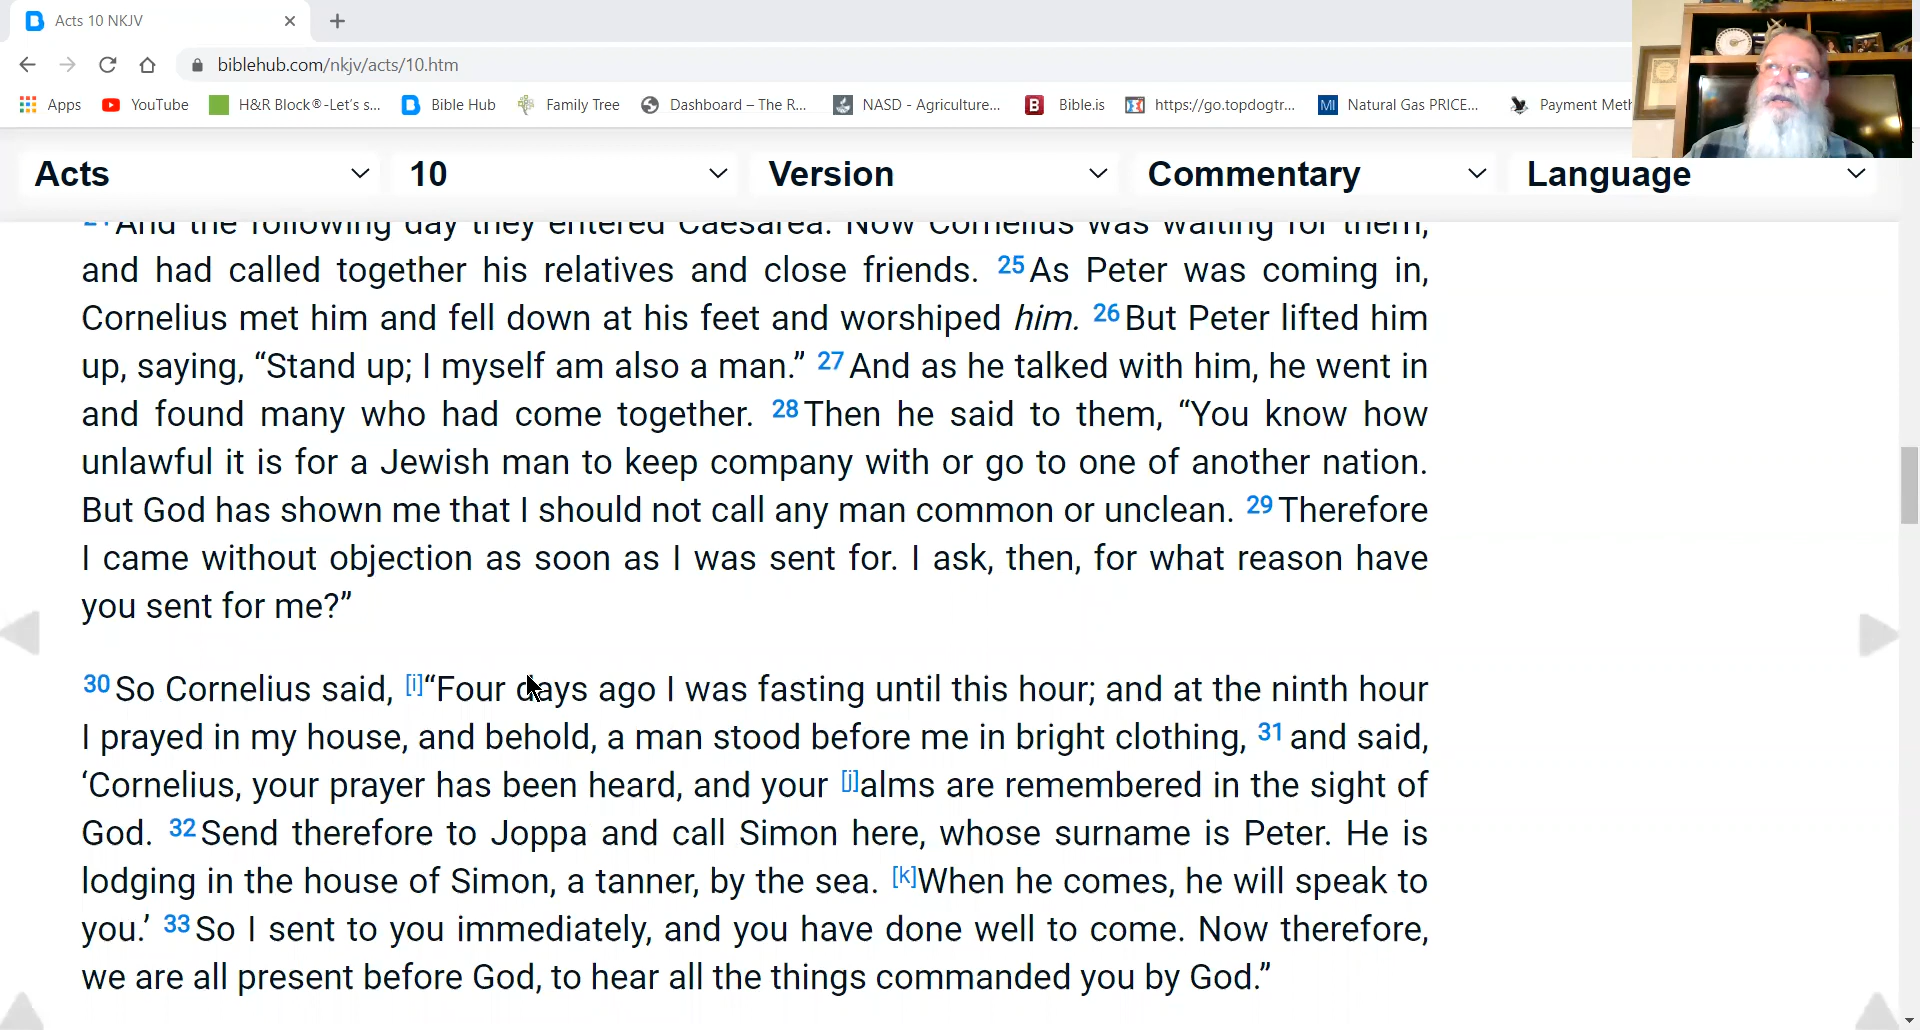 Acts 10 NKJV
biblehub.com/nkjv/acts/10.htm
Apps YouTube H&R Block®-Let's s... Bible Hub Family Tree Dashboard – The R... NASD - Agriculture... Bible.is https://go.topdogtr... Natural Gas PRICE... Payment Meth
Acts 10 Version Commentary Language
24 And the following day they entered Caesarea. Now Cornelius was waiting for them,
and had called together his relatives and close friends. 25 As Peter was coming in,
Cornelius met him and fell down at his feet and worshiped him. 26 But Peter lifted him
up, saying, “Stand up; I myself am also a man.” 27 And as he talked with him, he went in
and found many who had come together. 28 Then he said to them, “You know how
unlawful it is for a Jewish man to keep company with or go to one of another nation.
But God has shown me that I should not call any man common or unclean. 29 Therefore
I came without objection as soon as I was sent for. I ask, then, for what reason have
you sent for me?”
30 So Cornelius said, [i]“Four days ago I was fasting until this hour; and at the ninth hour
I prayed in my house, and behold, a man stood before me in bright clothing, 31 and said,
‘Cornelius, your prayer has been heard, and your [j]alms are remembered in the sight of
God. 32 Send therefore to Joppa and call Simon here, whose surname is Peter. He is
lodging in the house of Simon, a tanner, by the sea. [k]When he comes, he will speak to
you.’ 33 So I sent to you immediately, and you have done well to come. Now therefore,
we are all present before God, to hear all the things commanded you by God.”